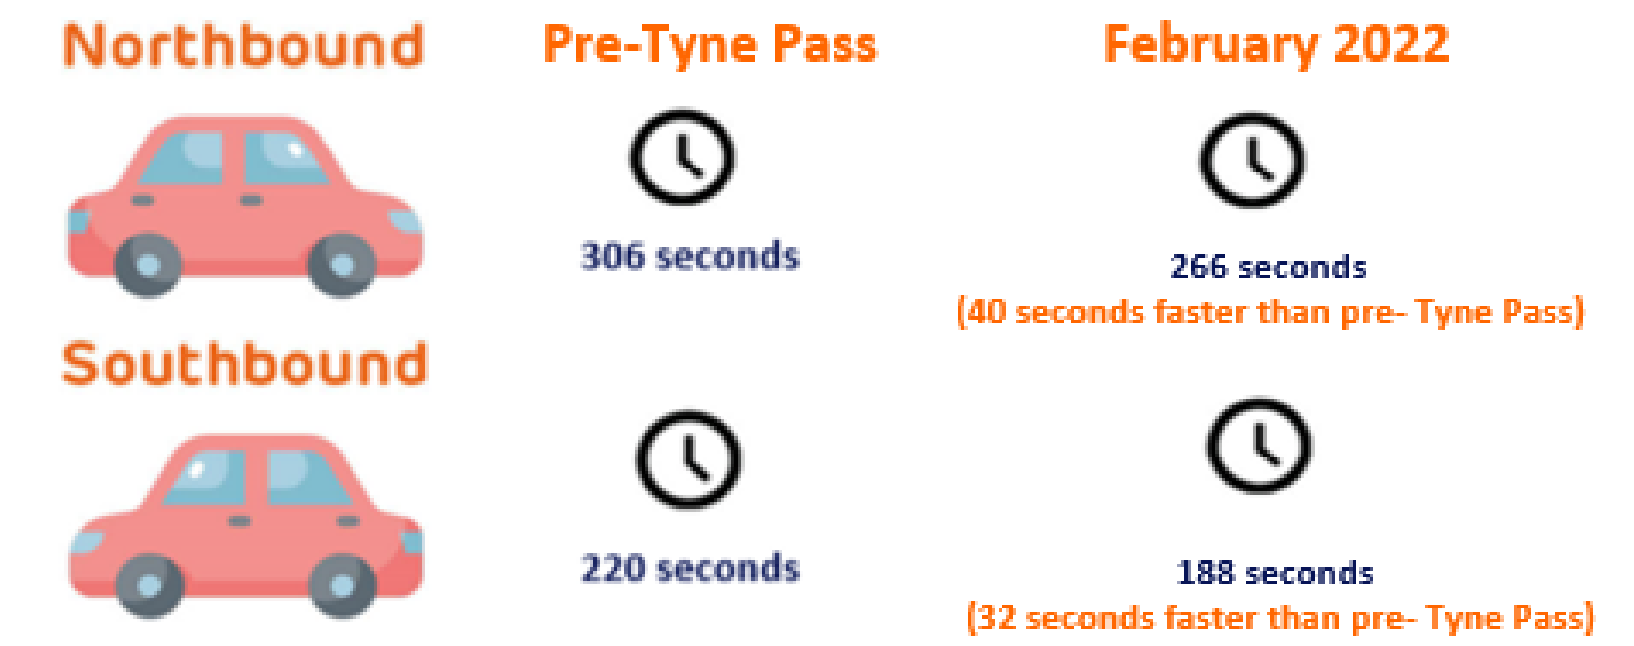 Northbound Pre-Tyne Pass February 2022
306 seconds
266 seconds
(40 seconds faster than pre- Tyne Pass)
Southbound
220 seconds
188 seconds
(32 seconds faster than pre- Tyne Pass)